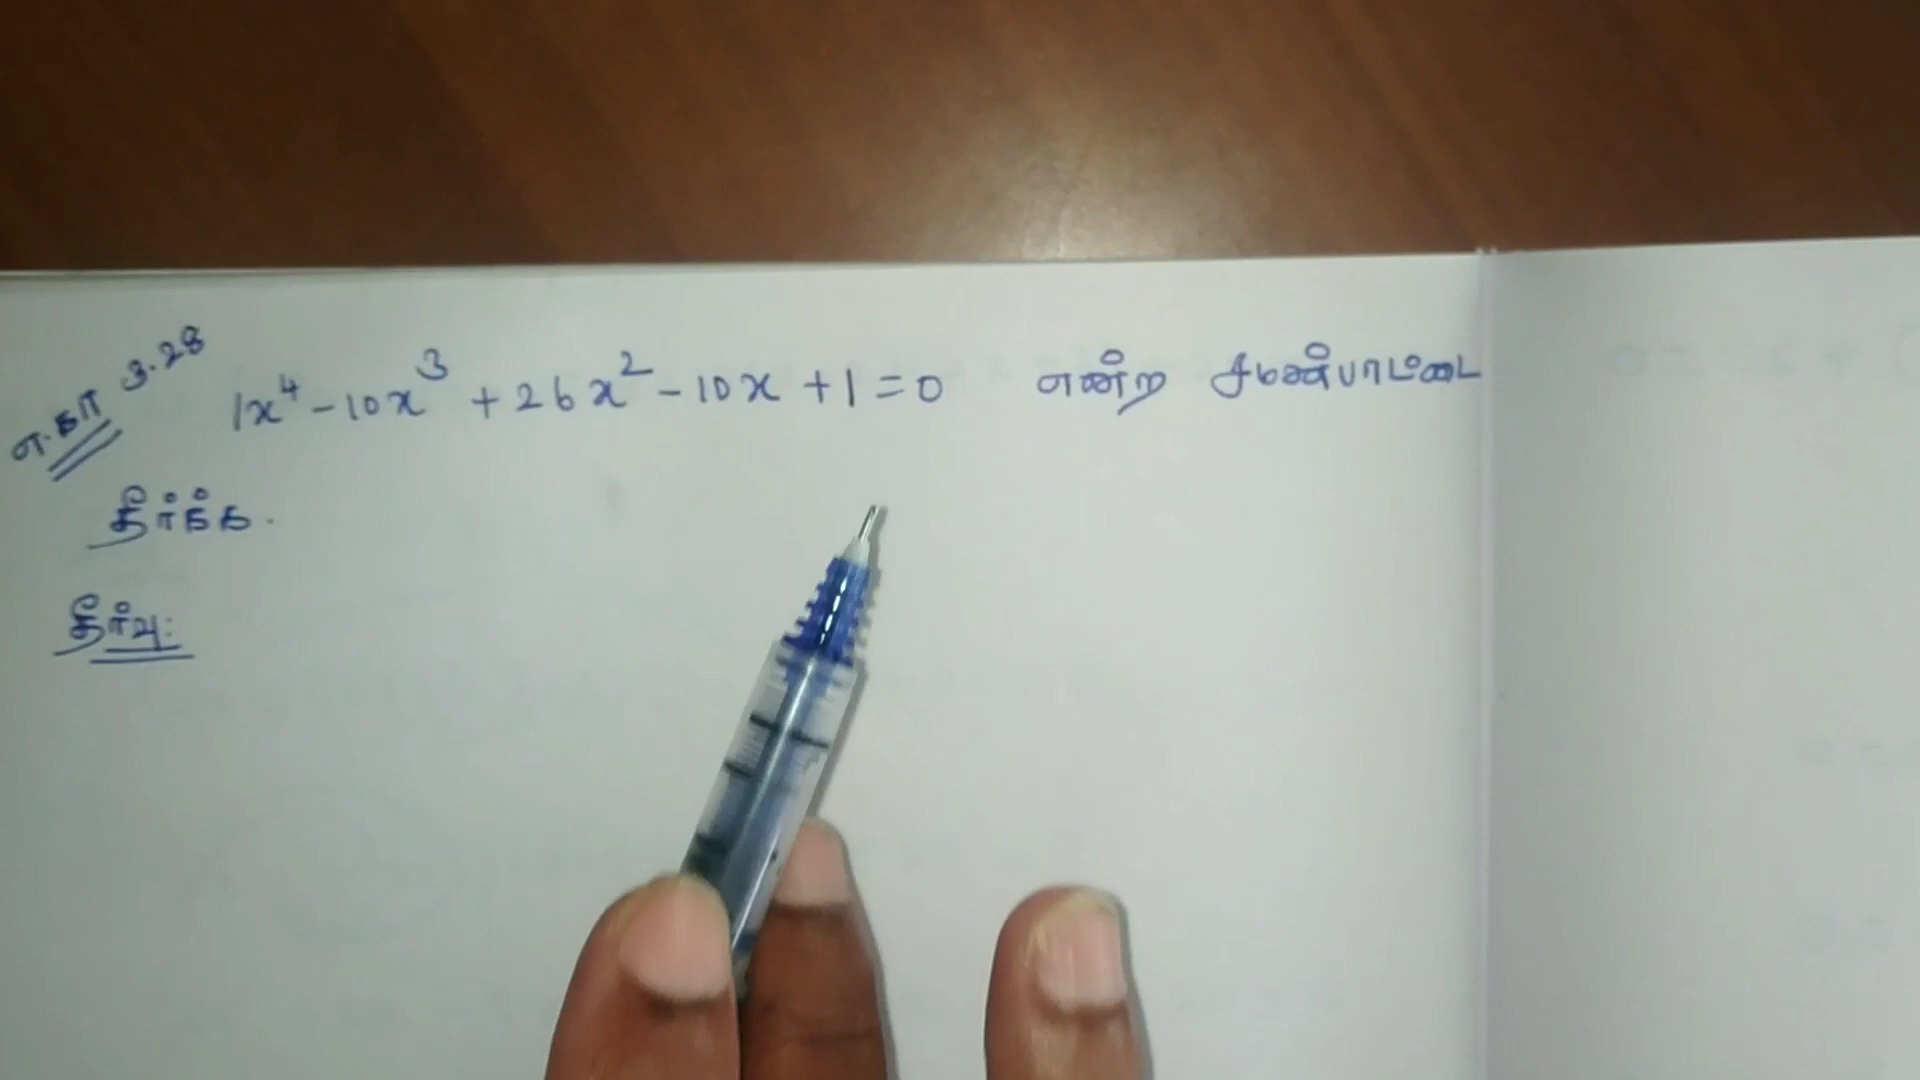 எ.கா 3.28
1x⁴ - 10x³ + 26x² - 10x + 1 = 0 என்ற சமன்பாட்டை
தீர்க்க.
தீர்வு: